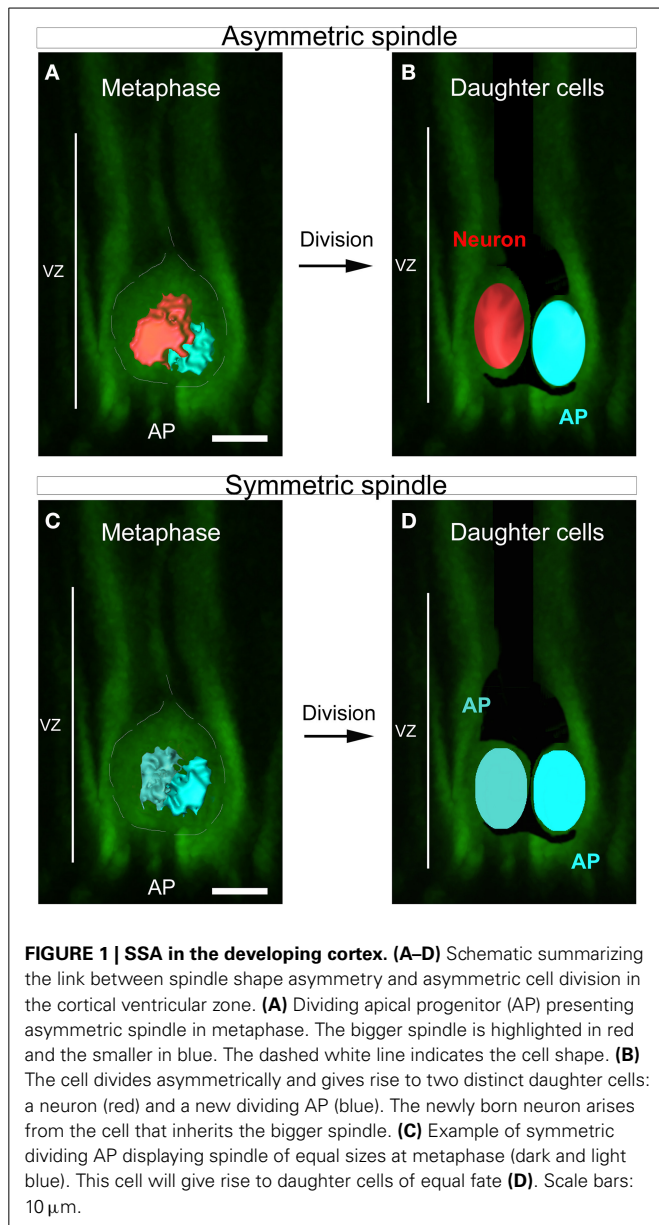 Asymmetric spindle
A
Metaphase
VZ
AP
Division
B
Daughter cells
Neuron
VZ
AP
Symmetric spindle
C
Metaphase
VZ
AP
Division
D
Daughter cells
AP
VZ
AP
FIGURE 1 | SSA in the developing cortex. (A–D) Schematic summarizing
the link between spindle shape asymmetry and asymmetric cell division in
the cortical ventricular zone. (A) Dividing apical progenitor (AP) presenting
asymmetric spindle in metaphase. The bigger spindle is highlighted in red
and the smaller in blue. The dashed white line indicates the cell shape. (B)
The cell divides asymmetrically and gives rise to two distinct daughter cells:
a neuron (red) and a new dividing AP (blue). The newly born neuron arises
from the cell that inherits the bigger spindle. (C) Example of symmetric
dividing AP displaying spindle of equal sizes at metaphase (dark and light
blue). This cell will give rise to daughter cells of equal fate (D). Scale bars:
10 μm.